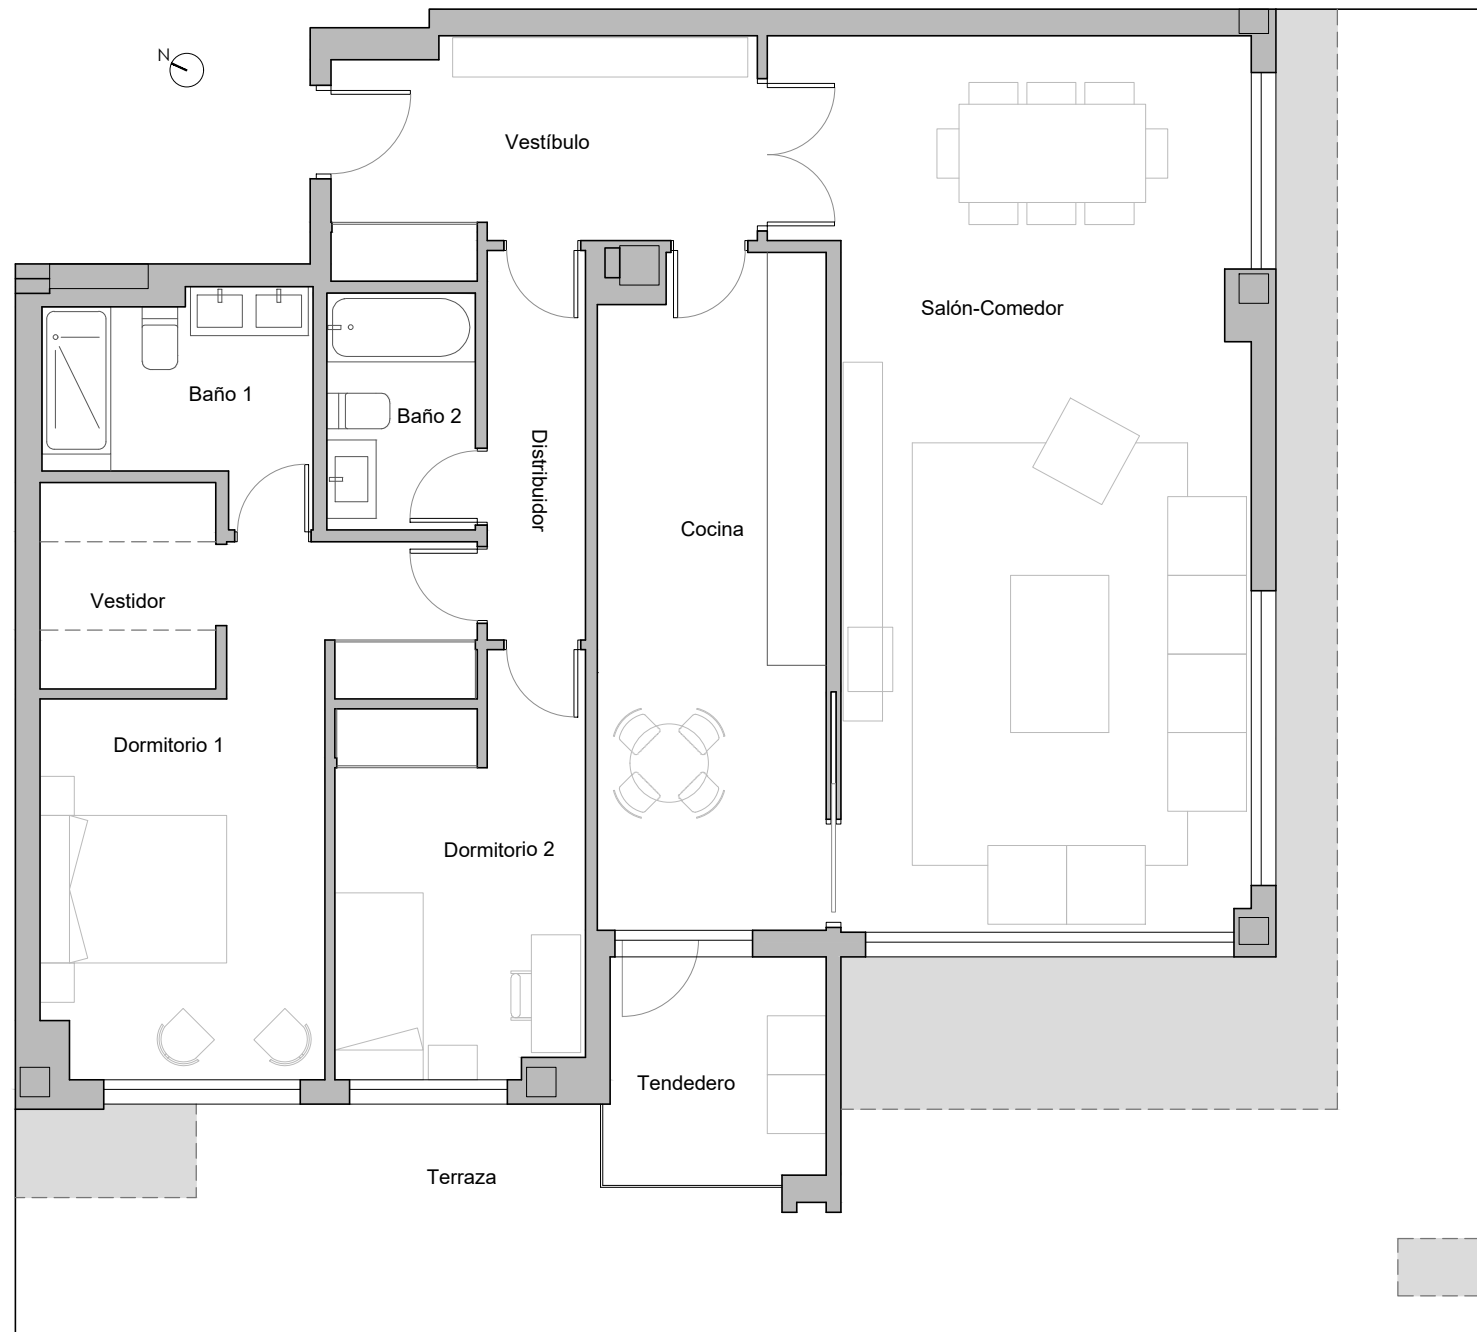 N
Vestíbulo
Salón-Comedor
Baño 1
Baño 2
Distribuidor
Cocina
Vestidor
Dormitorio 1
Dormitorio 2
Tendedero
Terraza